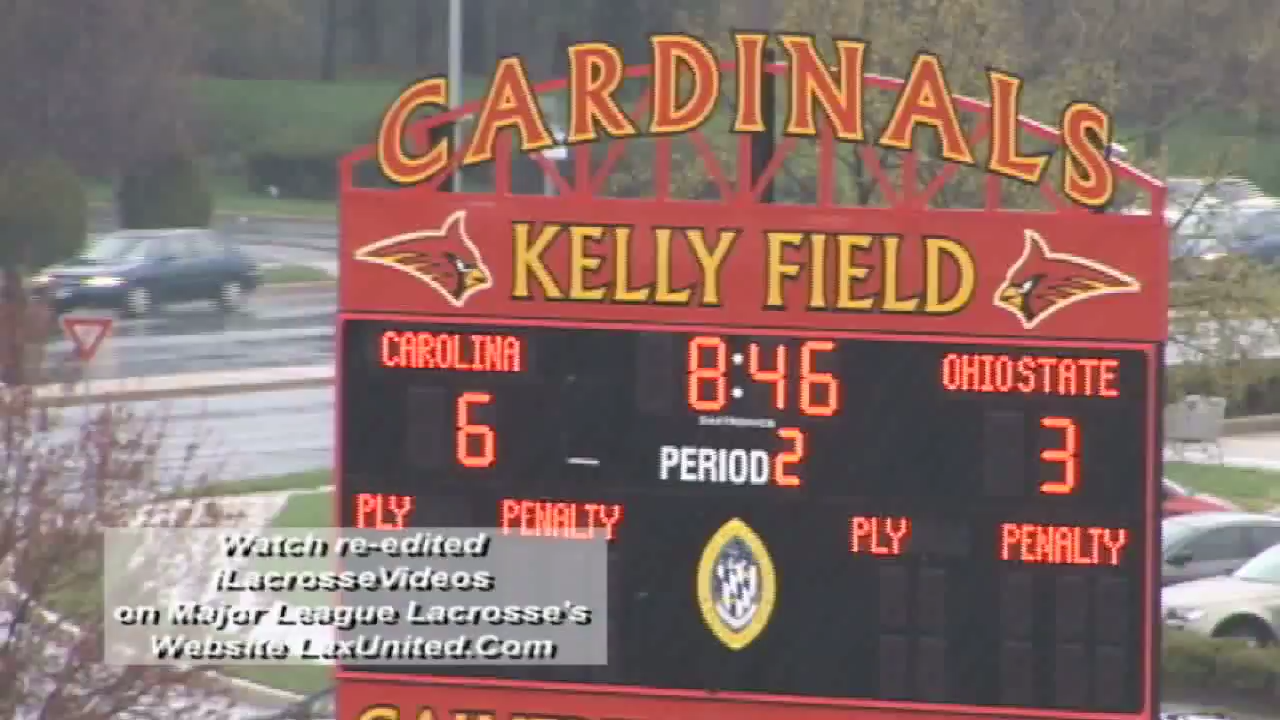 CARDINALS
KELLY FIELD
CAROLINA
8:46
OHIOSTATE
6
PERIOD 2
3
PLY
PENALTY
PLY
PENALTY
Watch re-edited
iLacrosseVideos
on Major League Lacrosse's
Website LaxUnited.Com